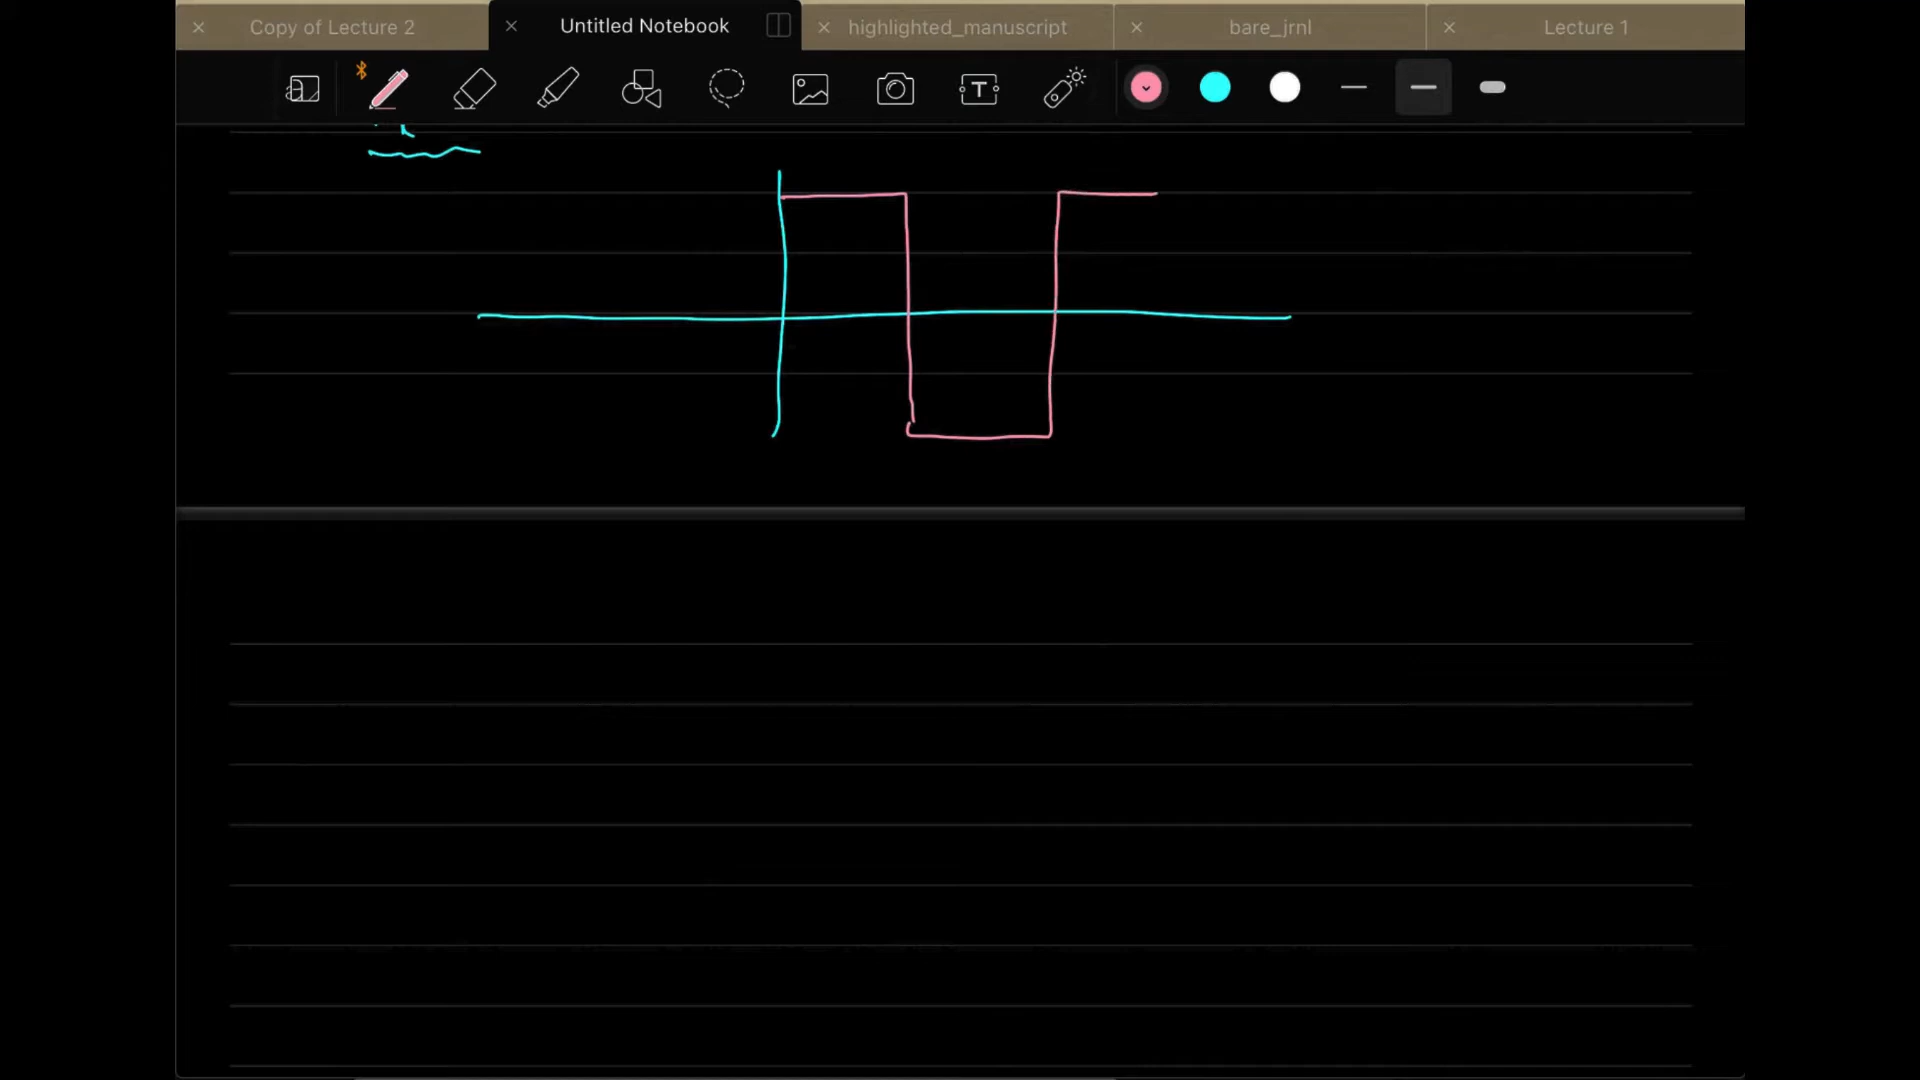 Copy of Lecture 2
Untitled Notebook
highlighted_manuscript
bare_jrnl
Lecture 1